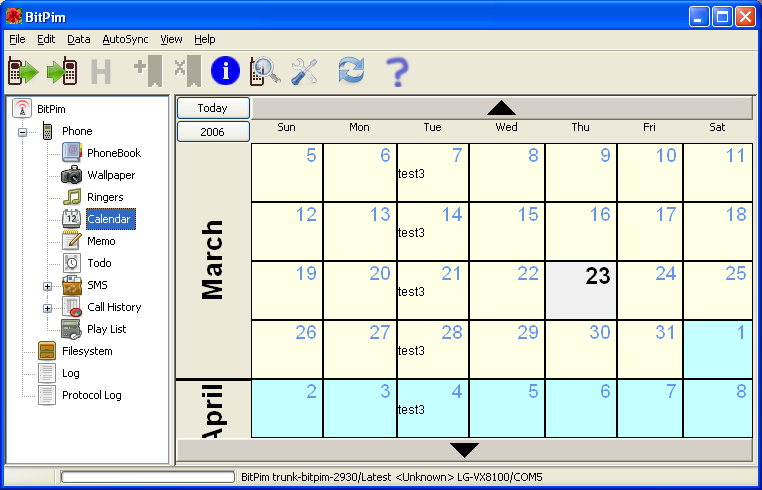 BitPim
File Edit Data AutoSync View Help
BitPim
Phone
PhoneBook
Wallpaper
Ringers
Calendar
Memo
Todo
SMS
Call History
Play List
Filesystem
Log
Protocol Log
Today
2006
Sun Mon Tue Wed Thu Fri Sat
March
5 6 7 8 9 10 11
test3
12 13 14 15 16 17 18
test3
19 20 21 22 23 24 25
test3
26 27 28 29 30 31 1
test3
April
2 3 4 5 6 7 8
test3
BitPim trunk-bitpim-2930/Latest <Unknown> LG-VX8100/COM5